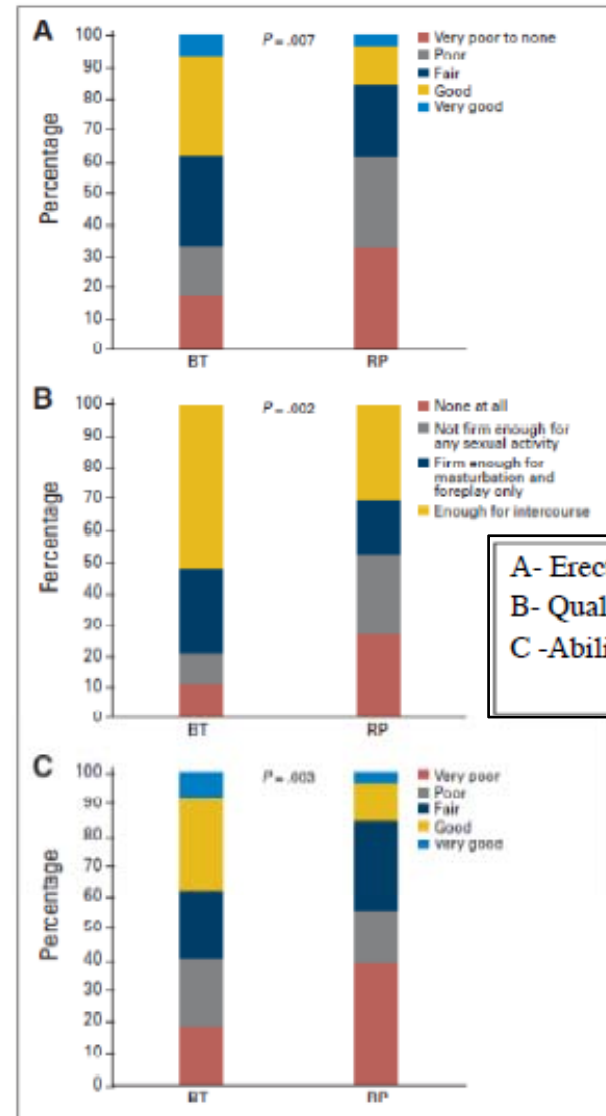 A
P = .007
Very poor to none
Poor
Fair
Good
Very good
Percentage
100
90
80
70
60
50
40
30
20
10
0
BT
RP
B
P = .002
None at all
Not firm enough for
any sexual activity
Firm enough for
masturbation and
foreplay only
Enough for intercourse
Percentage
100
90
80
70
60
50
40
30
20
10
0
BT
RP
A- Erec
B- Qual
C -Abili
C
P = .003
Very poor
Poor
Fair
Good
Very good
Percentage
100
90
80
70
60
50
40
30
20
10
0
BT
RP